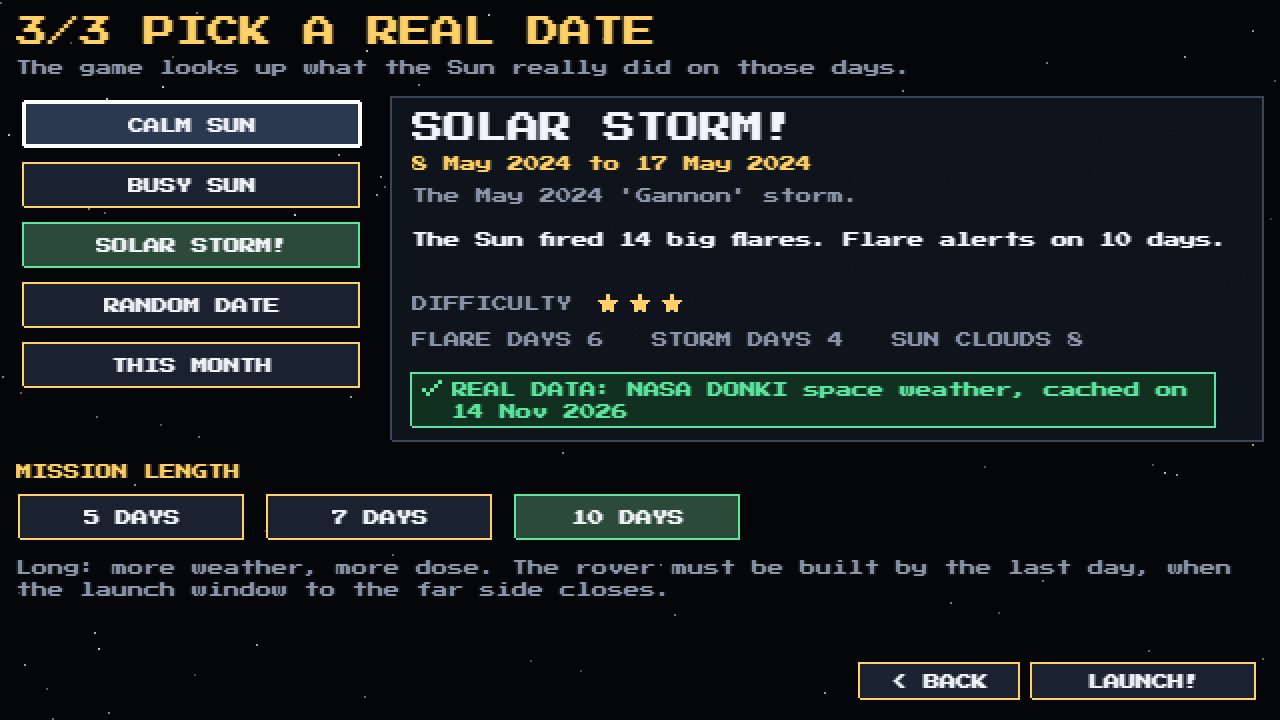 3/3 PICK A REAL DATE
The game looks up what the Sun really did on those days.
CALM SUN
BUSY SUN
SOLAR STORM!
RANDOM DATE
THIS MONTH
SOLAR STORM!
8 May 2024 to 17 May 2024
The May 2024 'Gannon' storm.
The Sun fired 14 big flares. Flare alerts on 10 days.
DIFFICULTY
FLARE DAYS 6 STORM DAYS 4 SUN CLOUDS 8
✓ REAL DATA: NASA DONKI space weather, cached on
14 Nov 2026
MISSION LENGTH
5 DAYS
7 DAYS
10 DAYS
Long: more weather, more dose. The rover must be built by the last day, when
the launch window to the far side closes.
< BACK
LAUNCH!